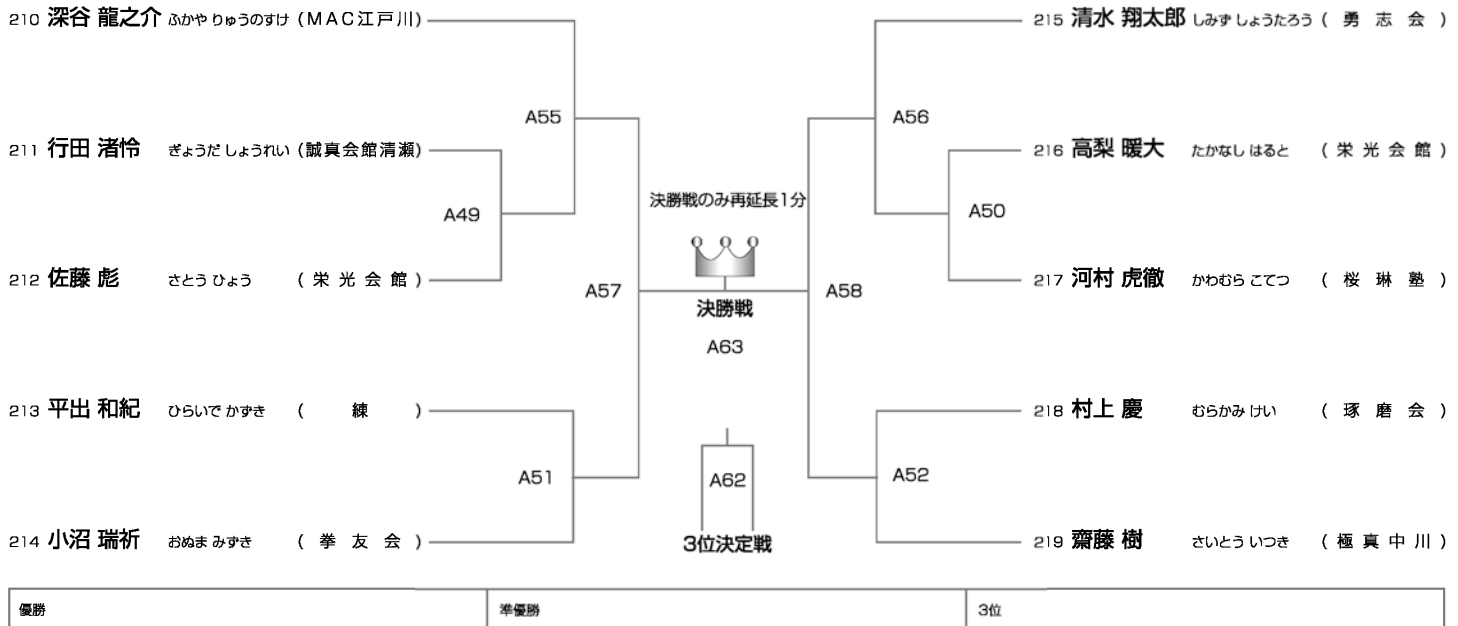 210 深谷 龍之介 ふかや りゅうのすけ (MAC江戸川)
211 行田 渚怜 ぎょうだ しょうれい (誠真会館清瀬)
212 佐藤 彪 さとう ひょう (栄光会館)
213 平出 和紀 ひらいで かずき (練)
214 小沼 瑞祈 おぬま みずき (拳友会)
A55
A49
A57
A51
決勝戦のみ再延長1分
決勝戦
A63
A62
3位決定戦
A56
A50
A58
A52
215 清水 翔太郎 しみず しょうたろう (勇志会)
216 高梨 暖大 たかなし はると (栄光会館)
217 河村 虎徹 かわむら こてつ (桜琳塾)
218 村上 慶 むらかみ けい (琢磨会)
219 齋藤 樹 さいとう いつき (極真中川)
優勝
準優勝
3位